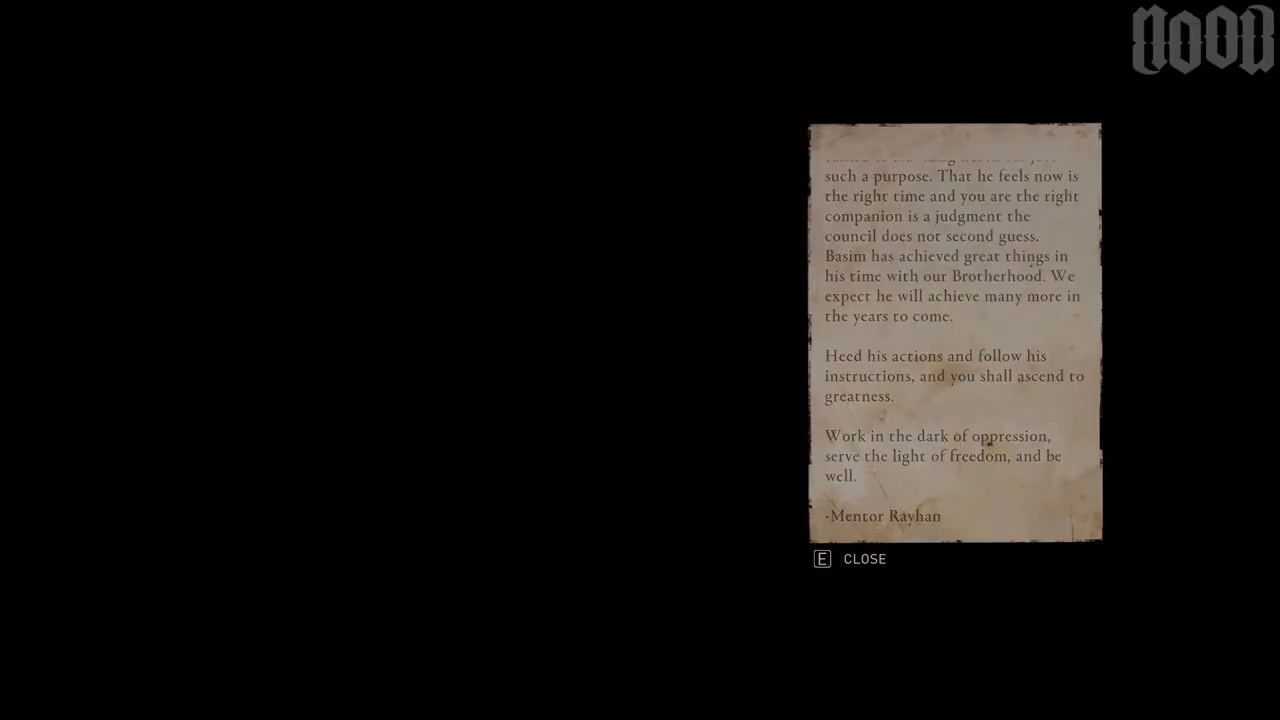 NOOB
such a purpose. That he feels now is
the right time and you are the right
companion is a judgment the
council does not second guess.
Basim has achieved great things in
his time with our Brotherhood. We
expect he will achieve many more in
the years to come.
Heed his actions and follow his
instructions, and you shall ascend to
greatness.
Work in the dark of oppression,
serve the light of freedom, and be
well.
-Mentor Rayhan
E CLOSE